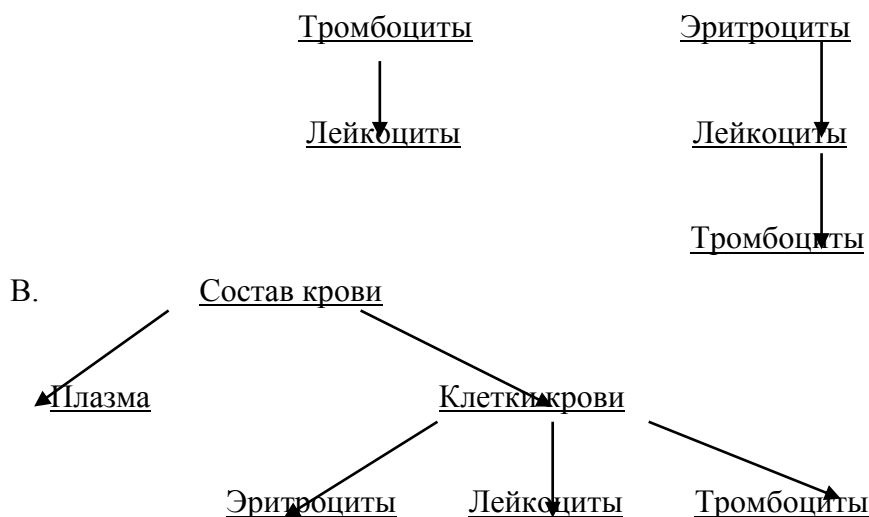 Тромбоциты Эритроциты
Лейкоциты Лейкоциты
Тромбоциты
В. Состав крови
Плазма Клетки крови
Эритроциты Лейкоциты Тромбоциты